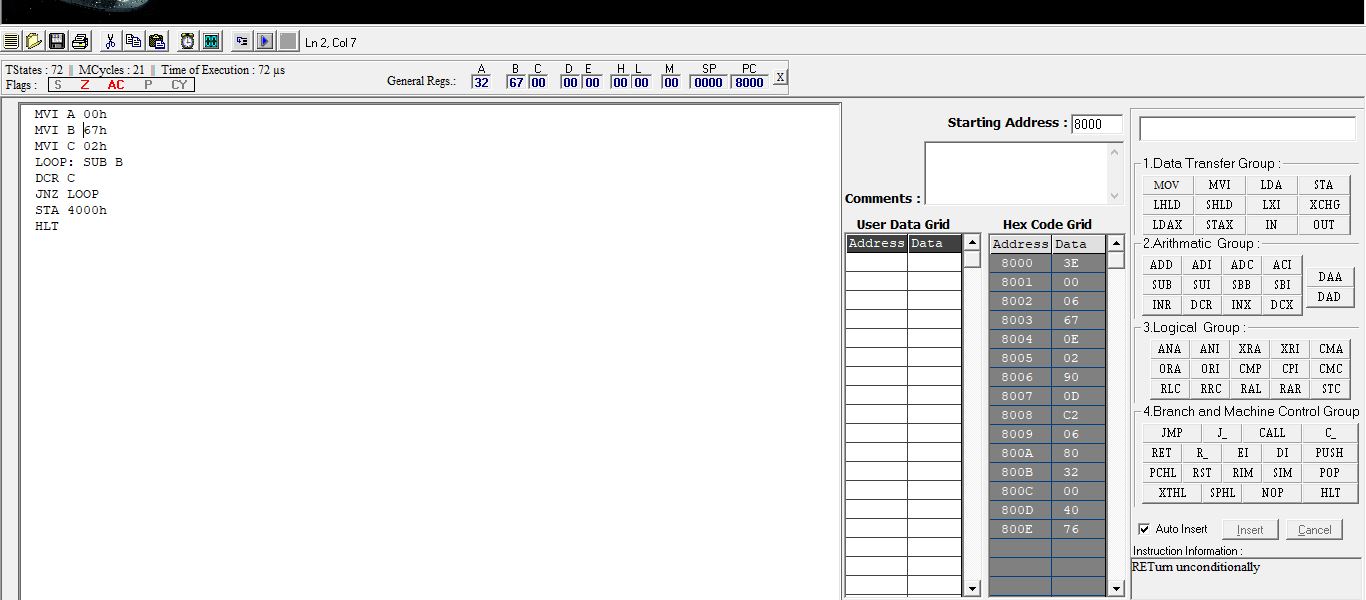 Ln 2, Col 7
TStates : 72 || MCycles : 21 || Time of Execution : 72 µs
Flags : S Z AC P CY
General Regs.: A B C D E H L M SP PC
32 67 00 00 00 00 00 00 0000 8000 X
MVI A 00h
MVI B 67h
MVI C 02h
LOOP: SUB B
DCR C
JNZ LOOP
STA 4000h
HLT
Starting Address : 8000
Comments :
User Data Grid
Address Data
Hex Code Grid
Address Data
8000 3E
8001 00
8002 06
8003 67
8004 0E
8005 02
8006 90
8007 0D
8008 C2
8009 06
800A 80
800B 32
800C 00
800D 40
800E 76
1.Data Transfer Group :
MOV MVI LDA STA
LHLD SHLD LXI XCHG
LDAX STAX IN OUT
2.Arithmatic Group :
ADD ADI ADC ACI
SUB SUI SBB SBI
INR DCR INX DCX
DAA
DAD
3.Logical Group :
ANA ANI XRA XRI CMA
ORA ORI CMP CPI CMC
RLC RRC RAL RAR STC
4.Branch and Machine Control Group
JMP J_ CALL C_
RET R_ EI DI PUSH
PCHL RST RIM SIM POP
XTHL SPHL NOP HLT
Auto Insert Insert Cancel
Instruction Information :
RETurn unconditionally